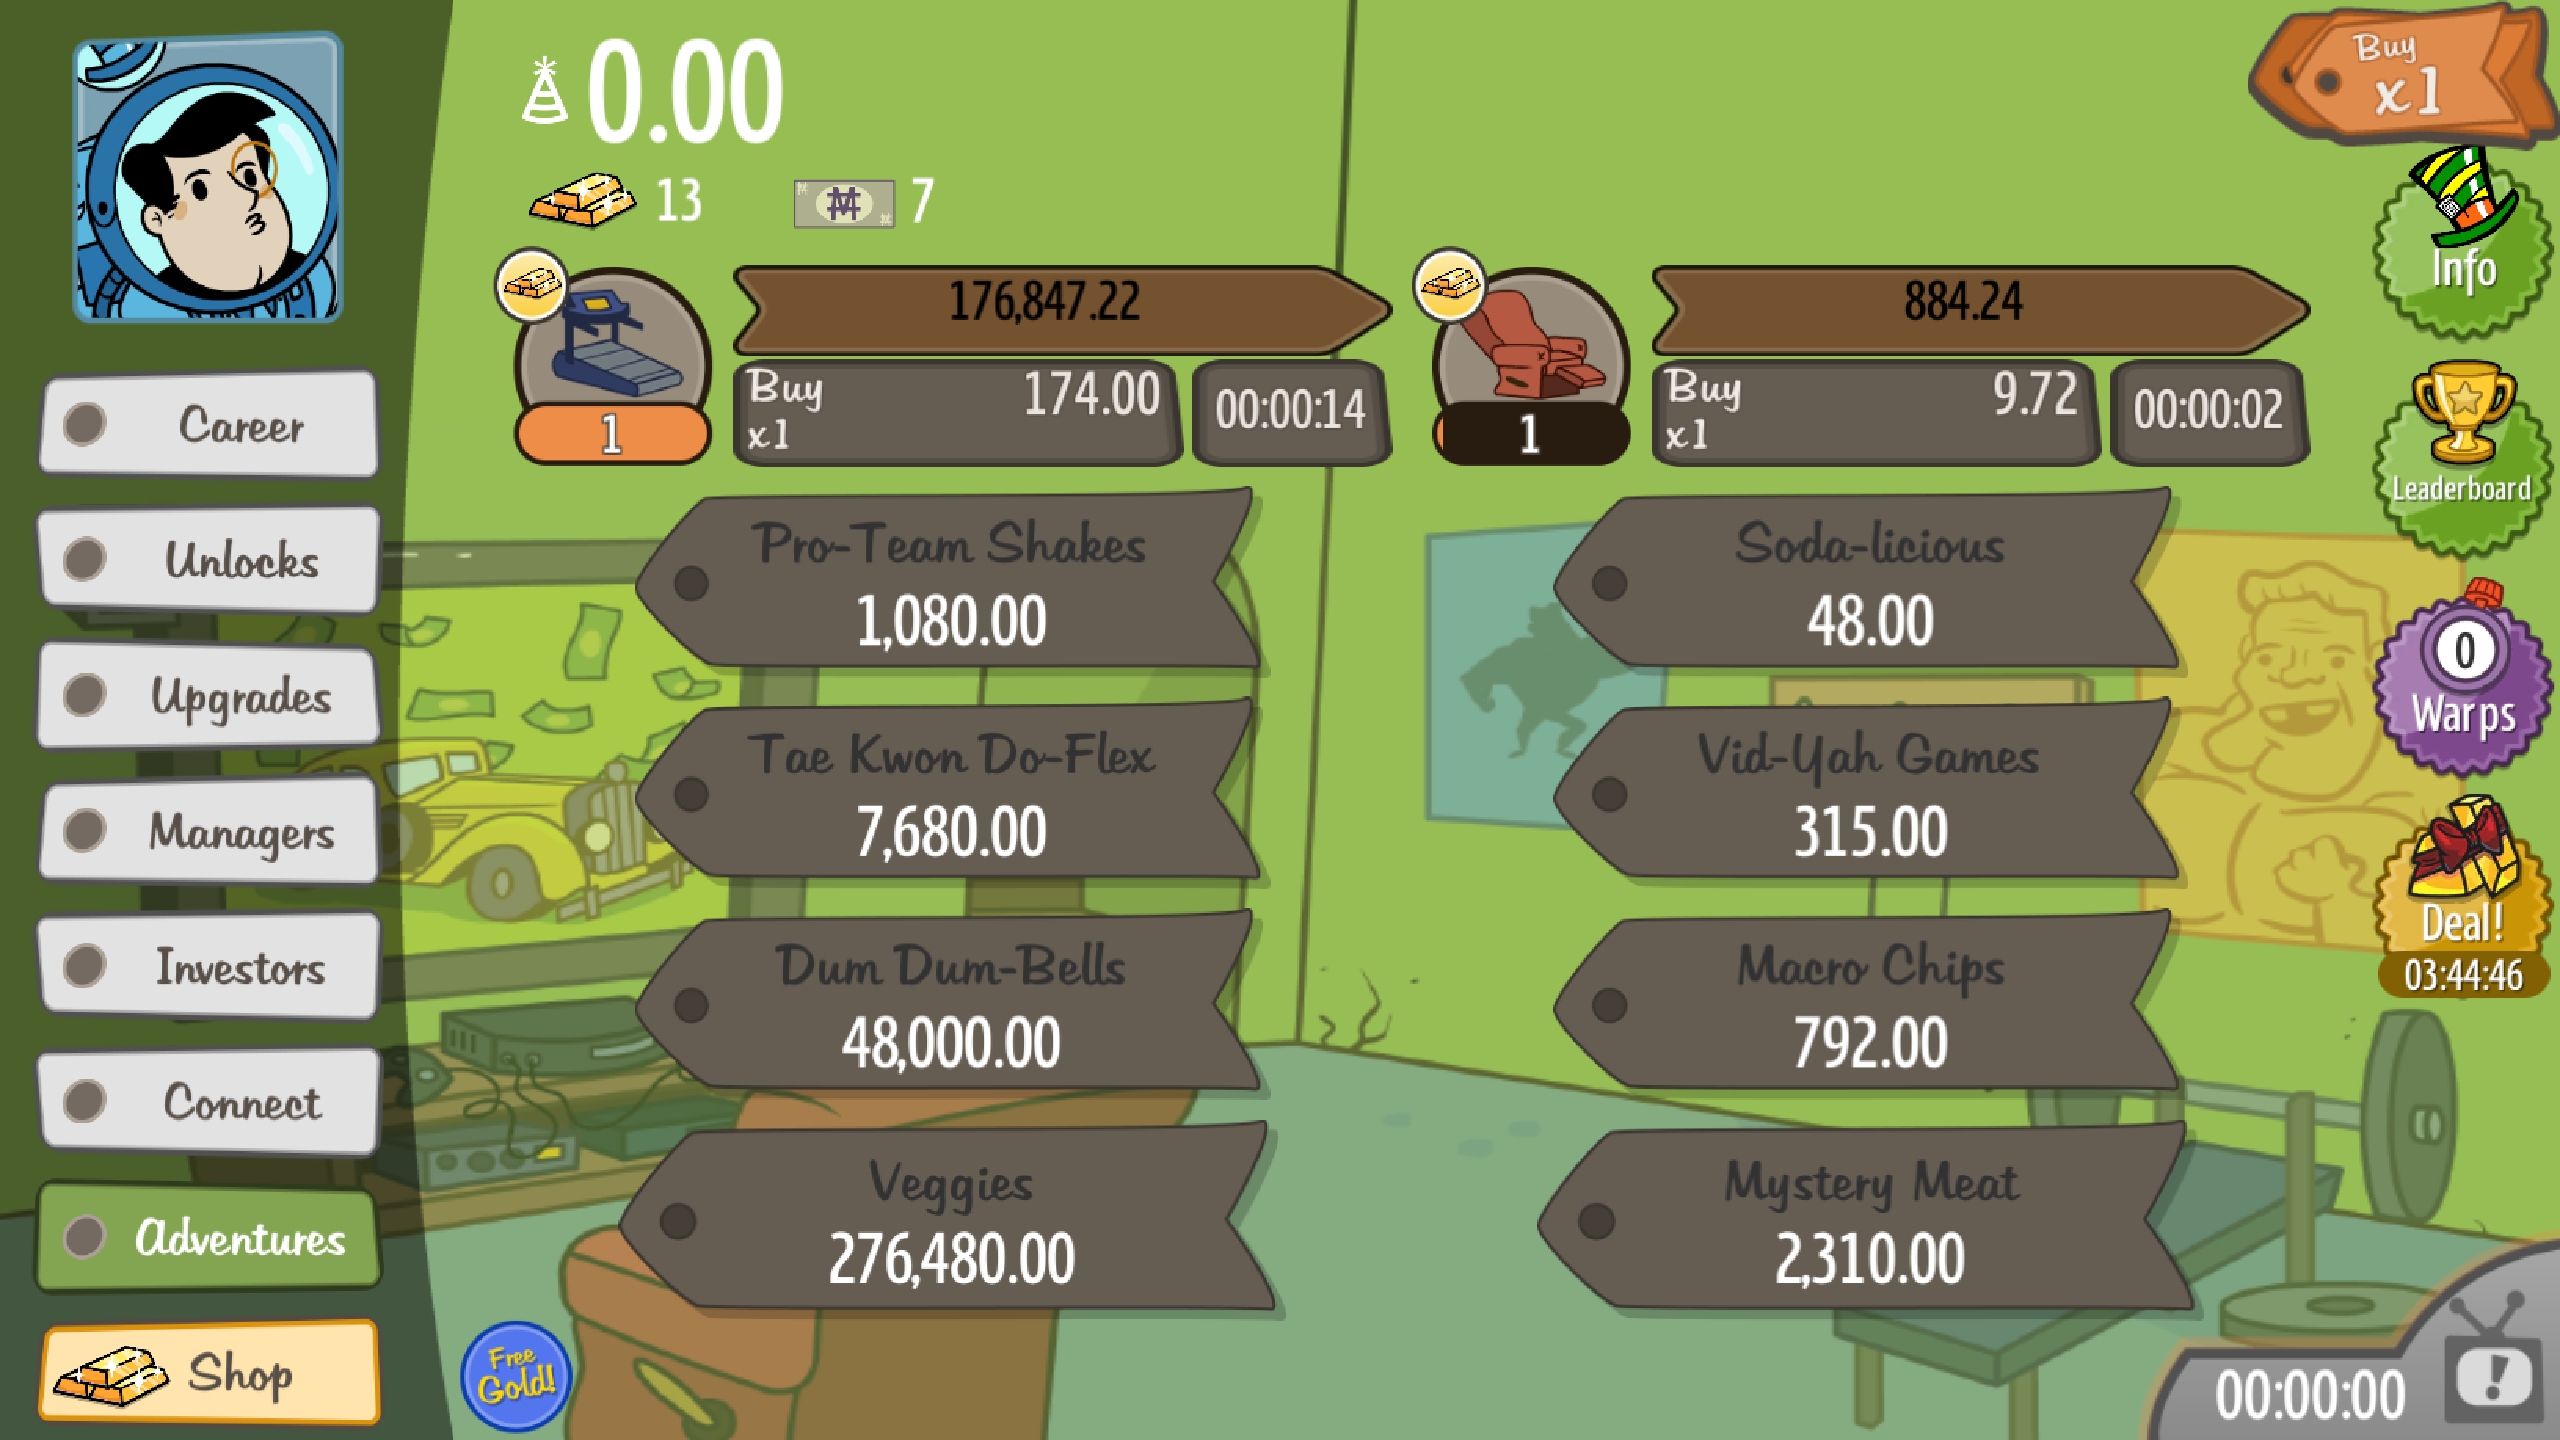 0.00
13
7
Buy
x1
Info
Leaderboard
0
Warps
Deal!
03:44:46
Career
Unlocks
Upgrades
Managers
Investors
Connect
Adventures
Shop
176,847.22
1
Buy
x1
174.00
00:00:14
884.24
1
Buy
x1
9.72
00:00:02
Pro-Team Shakes
1,080.00
Soda-licious
48.00
Tae Kwon Do-Flex
7,680.00
Vid-Yah Games
315.00
Dum Dum-Bells
48,000.00
Macro Chips
792.00
Veggies
276,480.00
Mystery Meat
2,310.00
Free
Gold!
00:00:00
!